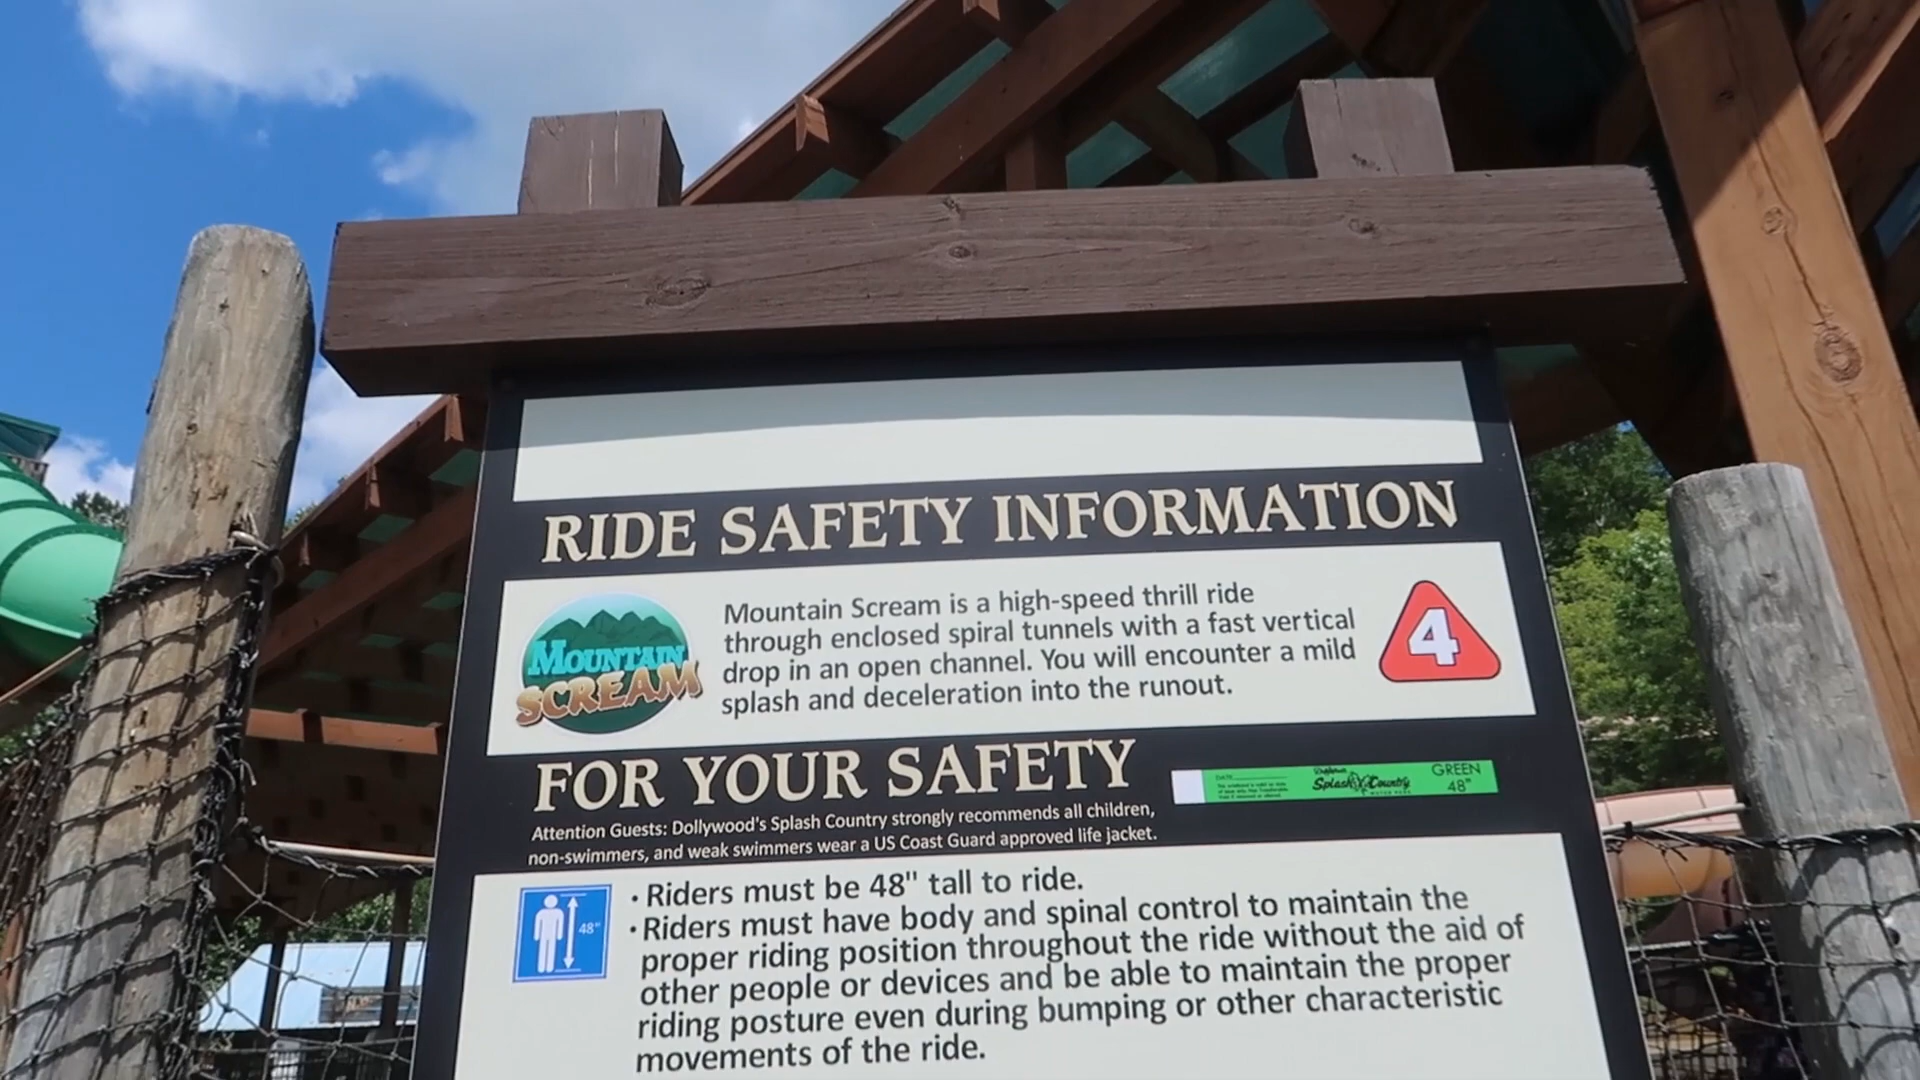 RIDE SAFETY INFORMATION
MOUNTAIN
SCREAM
Mountain Scream is a high-speed thrill ride
through enclosed spiral tunnels with a fast vertical
drop in an open channel. You will encounter a mild
splash and deceleration into the runout.
4
FOR YOUR SAFETY
Attention Guests: Dollywood's Splash Country strongly recommends all children,
non-swimmers, and weak swimmers wear a US Coast Guard approved life jacket.
DATE
Splash Country
GREEN
48"
48"
· Riders must be 48" tall to ride.
· Riders must have body and spinal control to maintain the
proper riding position throughout the ride without the aid of
other people or devices and be able to maintain the proper
riding posture even during bumping or other characteristic
movements of the ride.